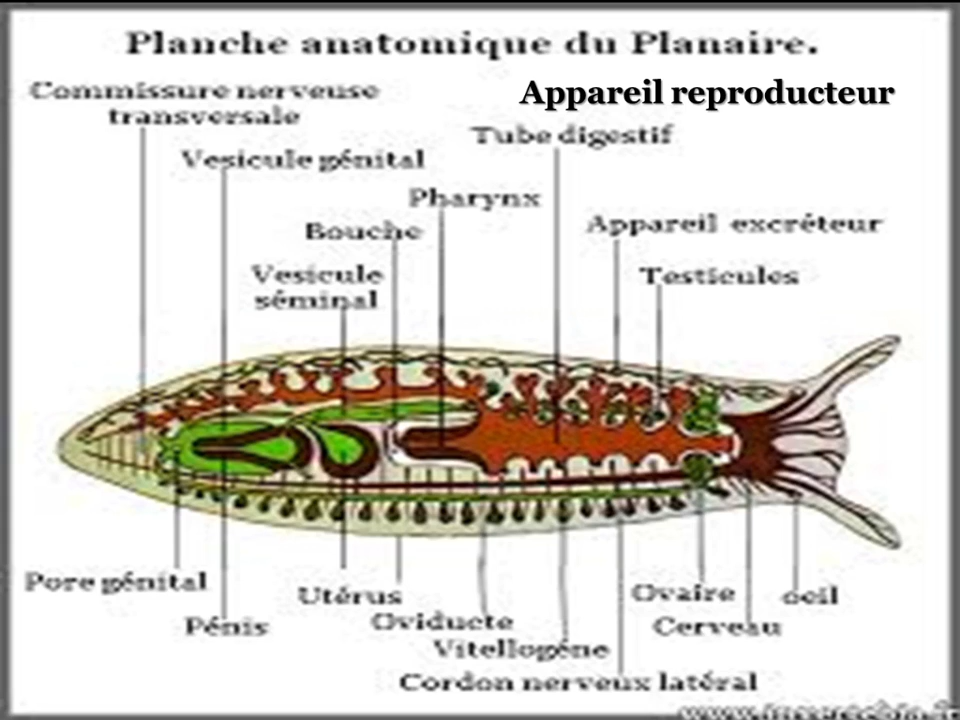 Planche anatomique du Planaire.
Commissure nerveuse
transversale
Appareil reproducteur
Tube digestif
Vesicule génital
Pharynx
Bouche
Appareil excréteur
Vesicule
séminal
Testicules
Pore génital
Utérus
Ovaire
oeil
Pénis
Oviducte
Cerveau
Vitellogéne
Cordon nerveux latéral